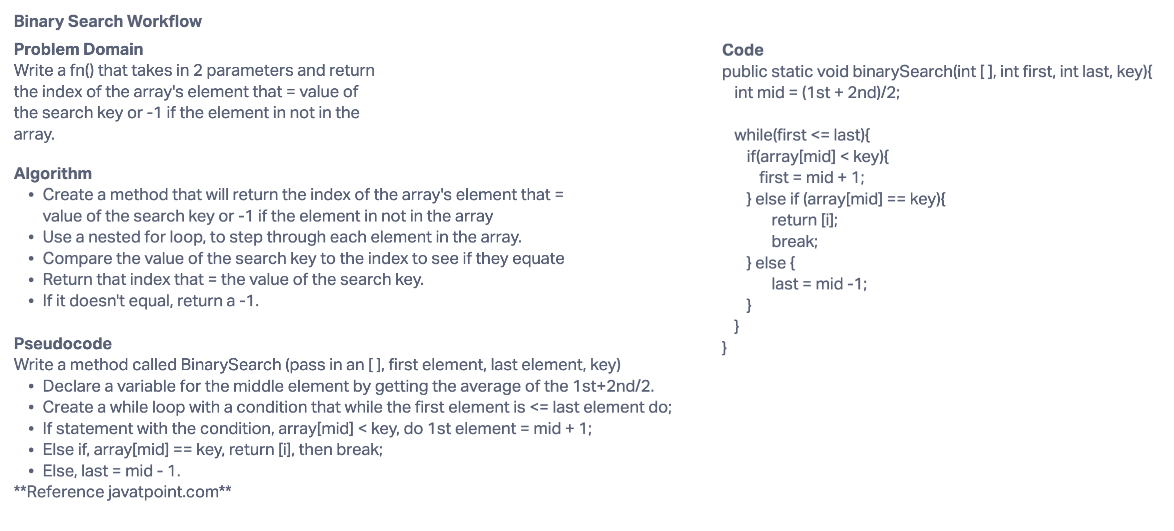 Binary Search Workflow
Problem Domain
Write a fn() that takes in 2 parameters and return
the index of the array's element that = value of
the search key or -1 if the element in not in the
array.
Algorithm
• Create a method that will return the index of the array's element that =
value of the search key or -1 if the element in not in the array
• Use a nested for loop, to step through each element in the array.
• Compare the value of the search key to the index to see if they equate
• Return that index that = the value of the search key.
• If it doesn't equal, return a -1.
Pseudocode
Write a method called BinarySearch (pass in an [ ], first element, last element, key)
• Declare a variable for the middle element by getting the average of the 1st+2nd/2.
• Create a while loop with a condition that while the first element is <= last element do;
• If statement with the condition, array[mid] < key, do 1st element = mid + 1;
• Else if, array[mid] == key, return [i], then break;
• Else, last = mid - 1.
**Reference javatpoint.com**
Code
public static void binarySearch(int [ ], int first, int last, key){
int mid = (1st + 2nd)/2;
while(first <= last){
if(array[mid] < key){
first = mid + 1;
} else if (array[mid] == key){
return [i];
break;
} else {
last = mid -1;
}
}
}